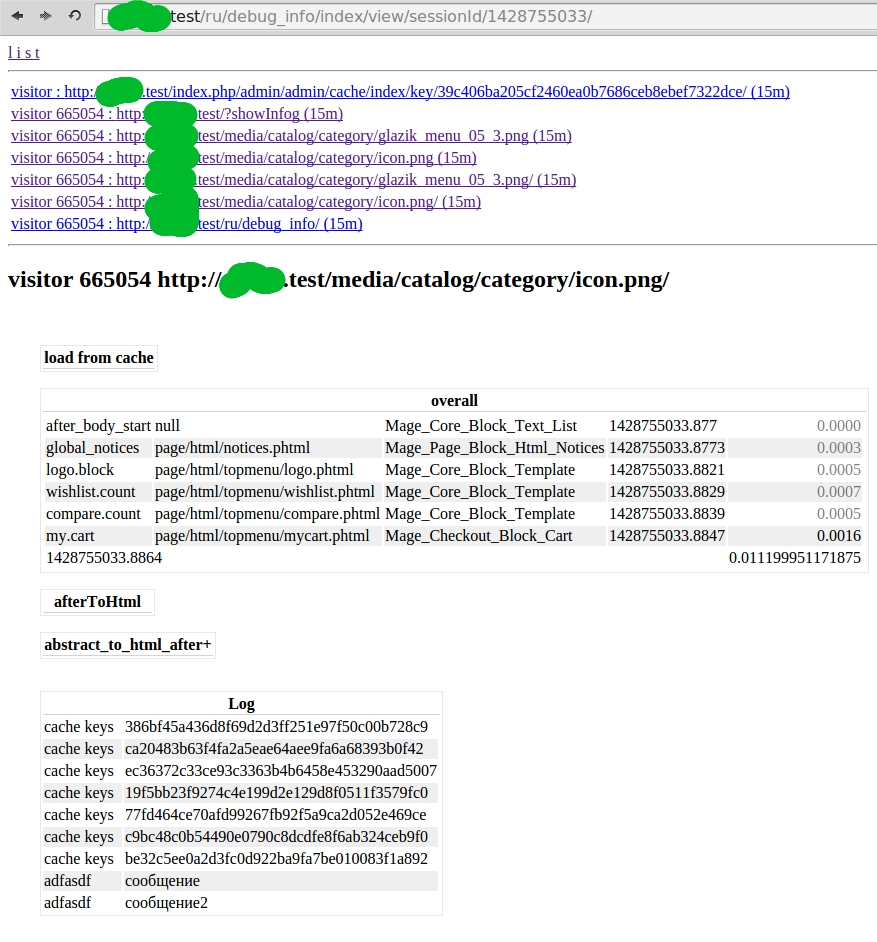 test/ru/debug_info/index/view/sessionId/1428755033/
l i s t
visitor : http:/ .test/index.php/admin/admin/cache/index/key/39c406ba205cf2460ea0b7686ceb8ebef7322dce/ (15m)
visitor 665054 : http: test/?showInfog (15m)
visitor 665054 : http: test/media/catalog/category/glazik_menu_05_3.png (15m)
visitor 665054 : http:/ test/media/catalog/category/icon.png (15m)
visitor 665054 : http: test/media/catalog/category/glazik_menu_05_3.png/ (15m)
visitor 665054 : http:/ test/media/catalog/category/icon.png/ (15m)
visitor 665054 : http:/ test/ru/debug_info/ (15m)
visitor 665054 http:// .test/media/catalog/category/icon.png/
load from cache
overall
after_body_start null Mage_Core_Block_Text_List 1428755033.877 0.0000
global_notices page/html/notices.phtml Mage_Page_Block_Html_Notices 1428755033.8773 0.0003
logo.block page/html/topmenu/logo.phtml Mage_Core_Block_Template 1428755033.8821 0.0005
wishlist.count page/html/topmenu/wishlist.phtml Mage_Core_Block_Template 1428755033.8829 0.0007
compare.count page/html/topmenu/compare.phtml Mage_Core_Block_Template 1428755033.8839 0.0005
my.cart page/html/topmenu/mycart.phtml Mage_Checkout_Block_Cart 1428755033.8847 0.0016
1428755033.8864 0.011199951171875
afterToHtml
abstract_to_html_after+
Log
cache keys 386bf45a436d8f69d2d3ff251e97f50c00b728c9
cache keys ca20483b63f4fa2a5eae64aee9fa6a68393b0f42
cache keys ec36372c33ce93c3363b4b6458e453290aad5007
cache keys 19f5bb23f9274c4e199d2e129d8f0511f3579fc0
cache keys 77fd464ce70afd99267fb92f5a9ca2d052e469ce
cache keys c9bc48c0b54490e0790c8dcdfe8f6ab324ceb9f0
cache keys be32c5ee0a2d3fc0d922ba9fa7be010083f1a892
adfasdf сообщение
adfasdf сообщение2